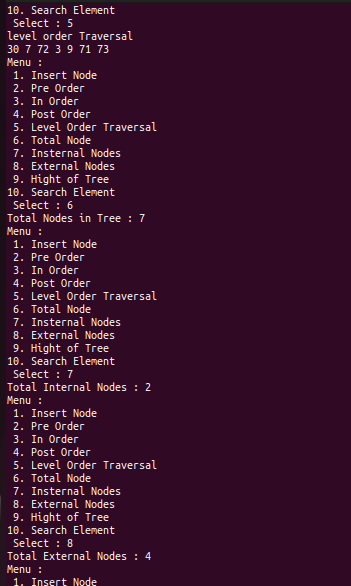 10. Search Element
 Select : 5
level order Traversal
30 7 72 3 9 71 73
Menu :
 1. Insert Node
 2. Pre Order
 3. In Order
 4. Post Order
 5. Level Order Traversal
 6. Total Node
 7. Insternal Nodes
 8. External Nodes
 9. Hight of Tree
10. Search Element
 Select : 6
Total Nodes in Tree : 7
Menu :
 1. Insert Node
 2. Pre Order
 3. In Order
 4. Post Order
 5. Level Order Traversal
 6. Total Node
 7. Insternal Nodes
 8. External Nodes
 9. Hight of Tree
10. Search Element
 Select : 7
Total Internal Nodes : 2
Menu :
 1. Insert Node
 2. Pre Order
 3. In Order
 4. Post Order
 5. Level Order Traversal
 6. Total Node
 7. Insternal Nodes
 8. External Nodes
 9. Hight of Tree
10. Search Element
 Select : 8
Total External Nodes : 4
Menu :
 1. Insert Node